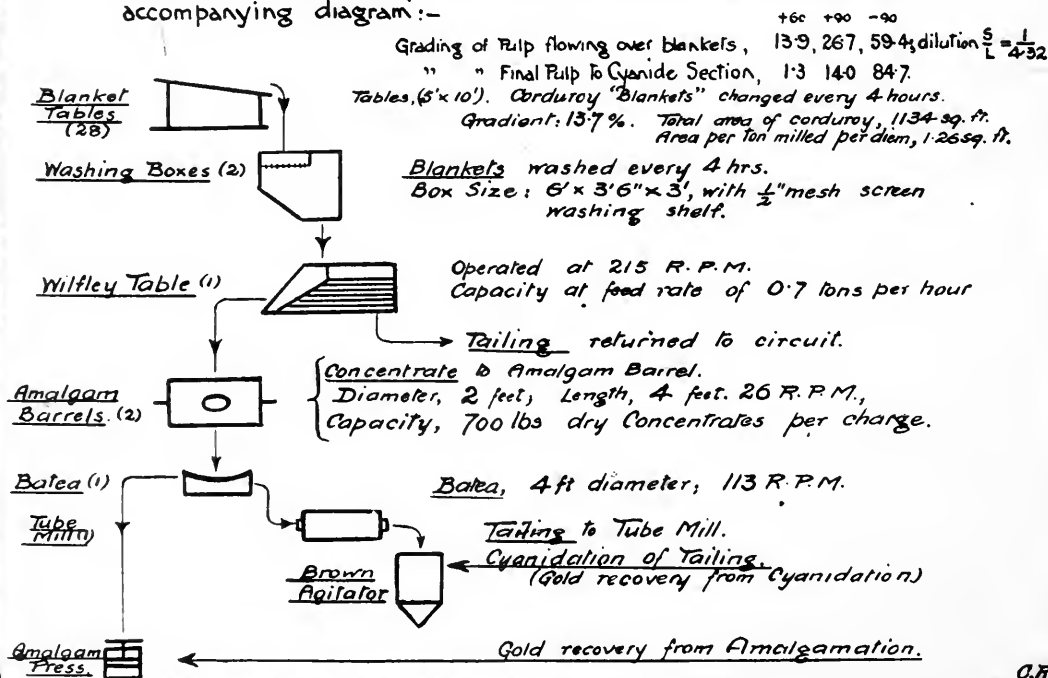 accompanying diagram:-
+60 +90 -90
Grading of Pulp flowing over blankets, 13·9, 26·7, 59·4; dilution S/L = 1/4·32
" " Final Pulp to Cyanide Section, 1·3 14·0 84·7.
Tables, (5'x 10'). Corduroy "Blankets" changed every 4 hours.
Gradient: 13·7%. Total area of corduroy, 1134 sq. ft.
Area per ton milled per diem, 1·26 sq. ft.
Blanket
Tables
(28)
Washing Boxes (2)
Blankets washed every 4 hrs.
Box Size: 6' x 3'6" x 3', with 1/2" mesh screen
washing shelf.
Wilfley Table (1)
Operated at 215 R.P.M.
Capacity at feed rate of 0·7 tons per hour
Tailing returned to circuit.
Amalgam
Barrels. (2)
Concentrate to Amalgam Barrel.
Diameter, 2 feet; Length, 4 feet. 26 R.P.M.,
Capacity, 700 lbs dry Concentrates per charge.
Batea (1)
Batea, 4 ft diameter; 113 R.P.M.
Tube
Mill (1)
Tailing to Tube Mill.
Cyanidation of Tailing.
(Gold recovery from Cyanidation)
Brown
Agitator
Amalgam
Press.
Gold recovery from Amalgamation.